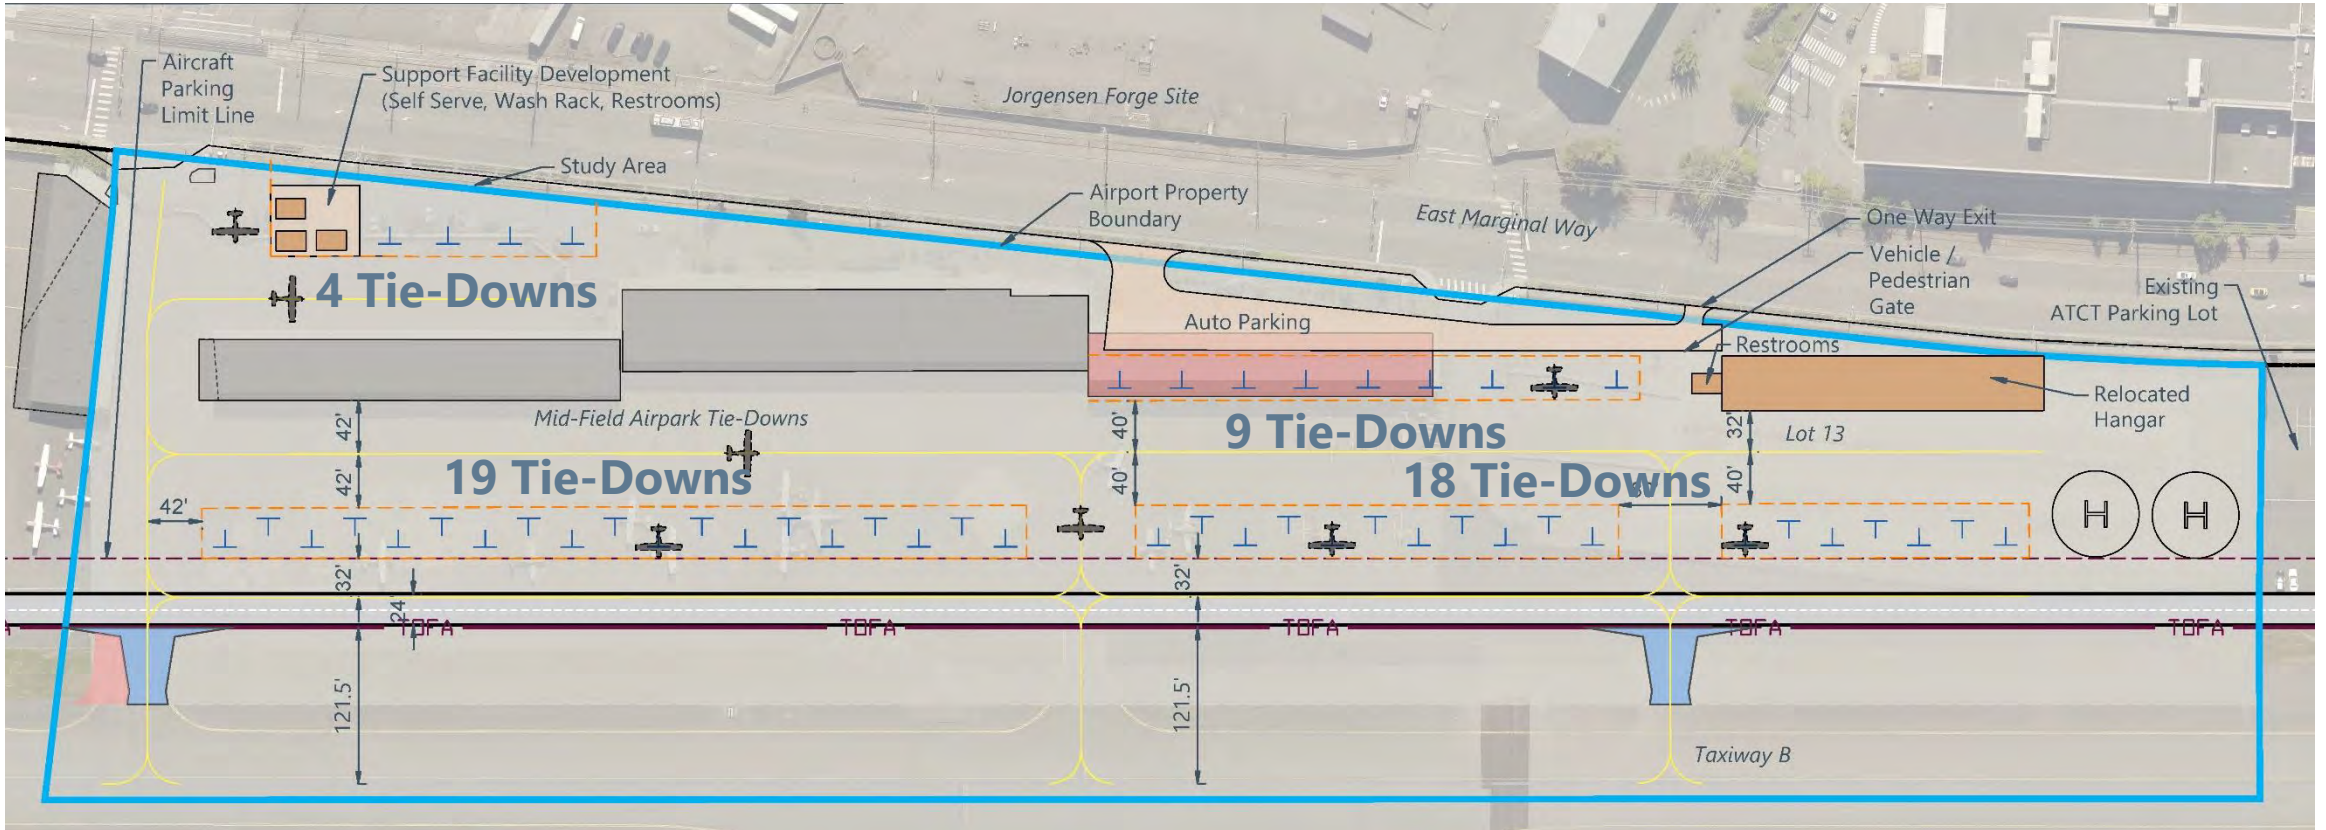 Aircraft
Parking
Limit Line
Support Facility Development
(Self Serve, Wash Rack, Restrooms)
Jorgensen Forge Site
Study Area
Airport Property
Boundary
East Marginal Way
One Way Exit
Vehicle /
Pedestrian
Gate
Existing
ATCT Parking Lot
4 Tie-Downs
Auto Parking
Restrooms
Relocated
Hangar
Mid-Field Airpark Tie-Downs
42'
40'
9 Tie-Downs
32'
Lot 13
42'
19 Tie-Downs
40'
18 Tie-Downs
40'
42'
H
H
32'
24'
32'
TOFA
TOFA
TOFA
TOFA
TOFA
121.5'
121.5'
Taxiway B